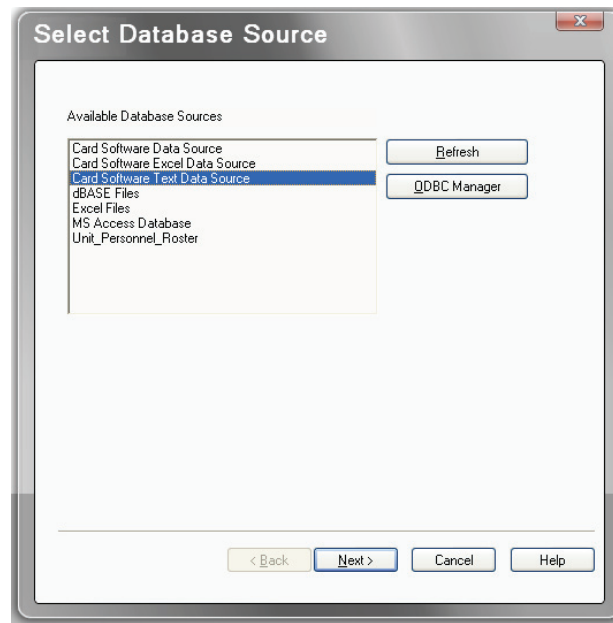 Select Database Source
Available Database Sources
Card Software Data Source
Card Software Excel Data Source
Card Software Text Data Source
dBASE Files
Excel Files
MS Access Database
Unit_Personnel_Roster
Refresh
ODBC Manager
< Back
Next >
Cancel
Help